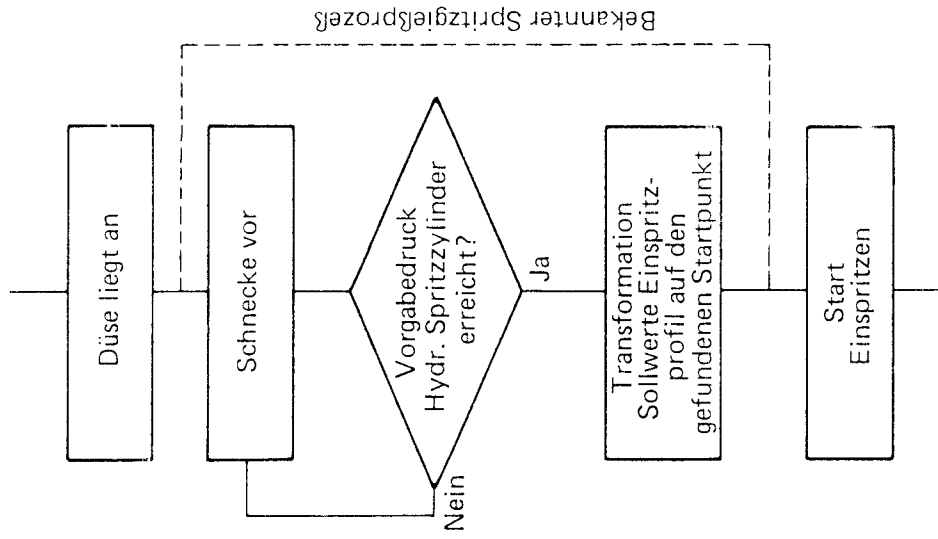 Düse liegt an
Schnecke vor
Vorgabedruck
Hydr. Spritzzylinder
erreicht?
Nein
Ja
Transformation
Sollwerte Einspritz-
profil auf den
gefundenen Startpunkt
Start
Einspritzen
Bekannter Spritzgießprozeß